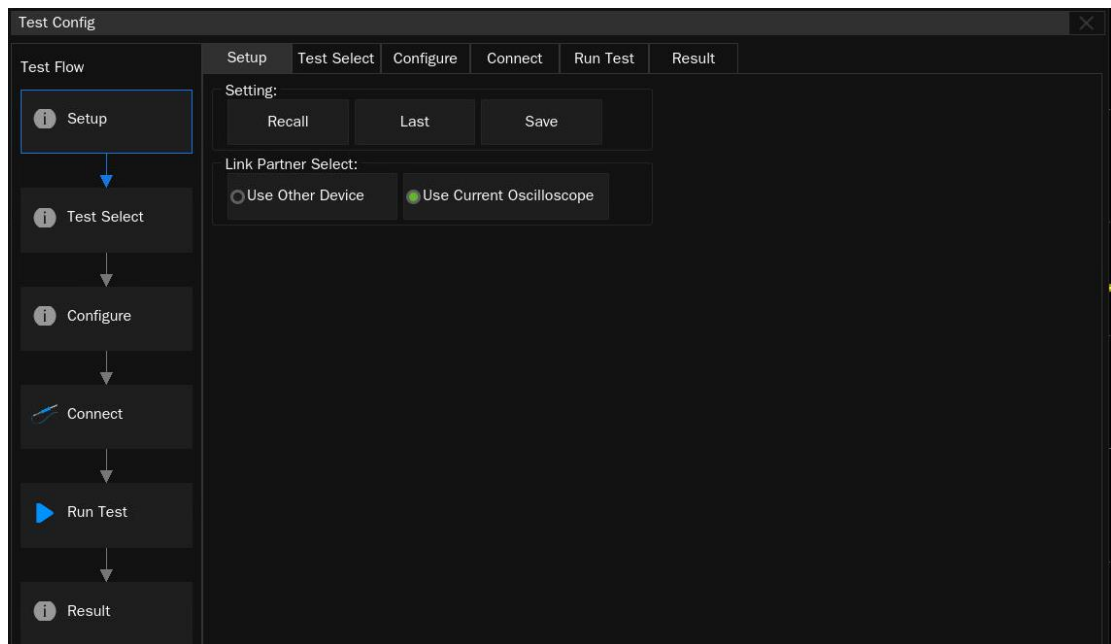 Test Config
Test Flow
Setup
Test Select
Configure
Connect
Run Test
Result
Setup Test Select Configure Connect Run Test Result
Setting:
Recall Last Save
Link Partner Select:
Use Other Device Use Current Oscilloscope